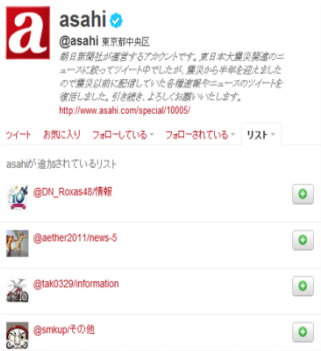 a
asahi
@asahi 東京都中央区
朝日新聞社が運営するアカウントです。東日本大震災関連のニ
ュースに絞ってツイート中でしたが、震災から半年を迎えました
ので震災以前に配信していた各種速報やニュースのツイートを
復活しました。引き続き、よろしくお願いいたします。
http://www.asahi.com/special/10005/
ツイート お気に入り フォローしている フォローされている リスト
asahiが追加されているリスト
@DN_Roxas48/情報
@aether2011/news-5
@tak0329/information
@smkup/その他